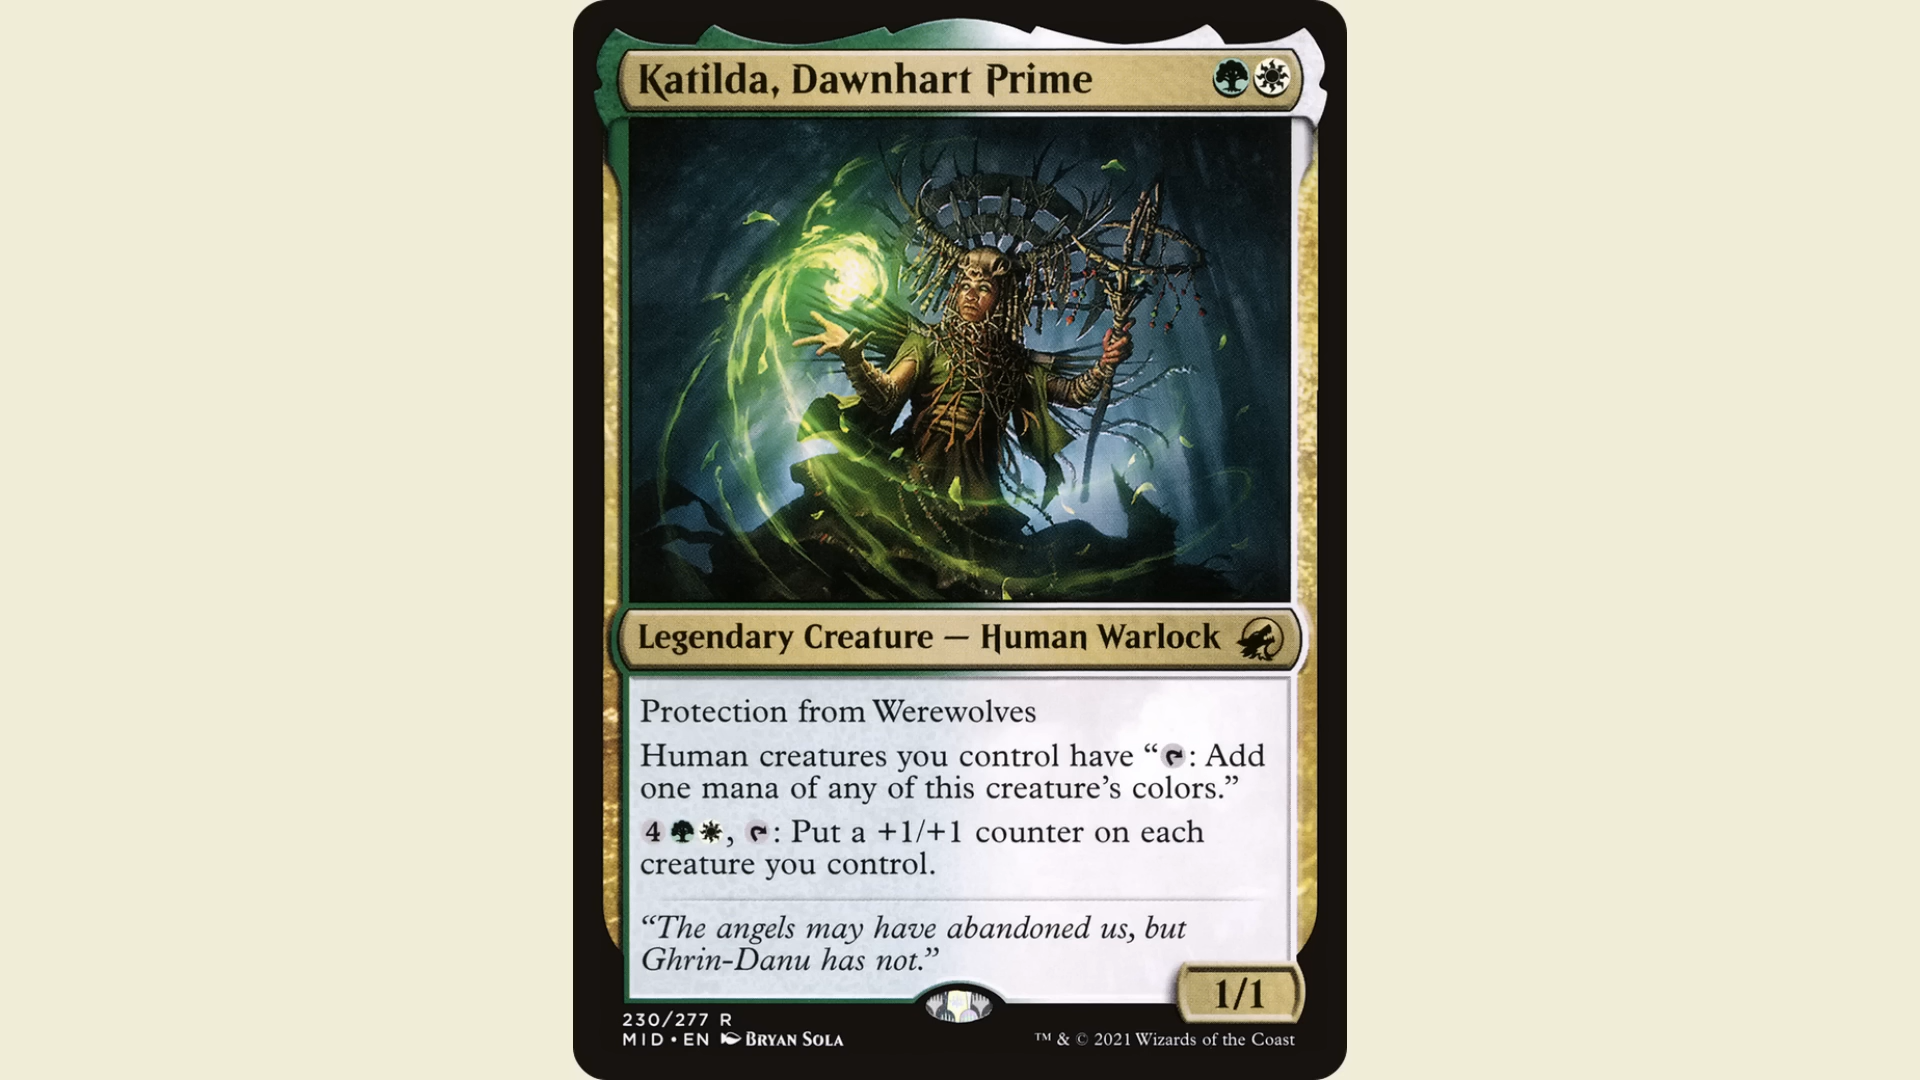 Katilda, Dawnhart Prime
Legendary Creature — Human Warlock
Protection from Werewolves
Human creatures you control have “: Add
one mana of any of this creature’s colors.”
4 , : Put a +1/+1 counter on each
creature you control.
“The angels may have abandoned us, but
Ghrin-Danu has not.”
1/1
230/277 R
MID • EN Bryan Sola
™ & © 2021 Wizards of the Coast